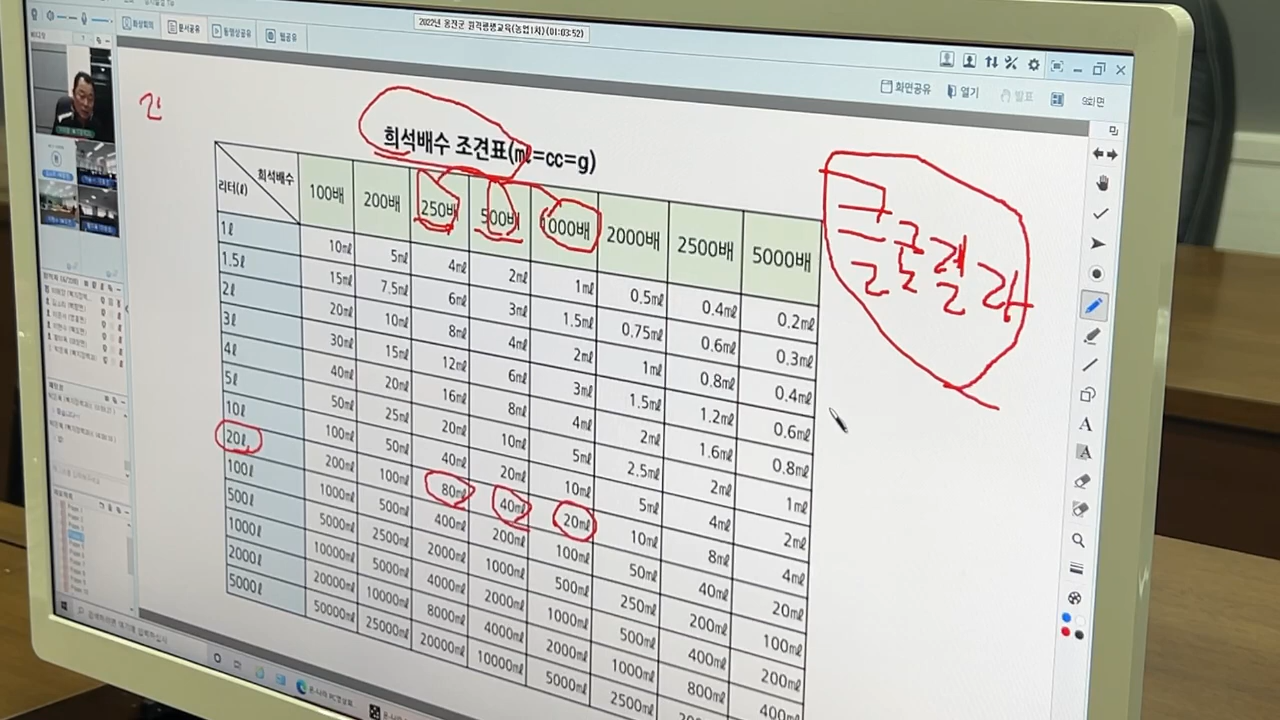 2022년 옹진군 원격평생교육(농업1차)(01:03:52)
화상회의 문서공유 동영상공유 웹공유
화면공유 열기 발표 9화면
희석배수 조견표(㎖=cc=g)
희석배수
리터(ℓ) 100배 200배 250배 500배 1000배 2000배 2500배 5000배
1ℓ 10㎖ 5㎖ 4㎖ 2㎖ 1㎖ 0.5㎖ 0.4㎖ 0.2㎖
1.5ℓ 15㎖ 7.5㎖ 6㎖ 3㎖ 1.5㎖ 0.75㎖ 0.6㎖ 0.3㎖
2ℓ 20㎖ 10㎖ 8㎖ 4㎖ 2㎖ 1㎖ 0.8㎖ 0.4㎖
3ℓ 30㎖ 15㎖ 12㎖ 6㎖ 3㎖ 1.5㎖ 1.2㎖ 0.6㎖
4ℓ 40㎖ 20㎖ 16㎖ 8㎖ 4㎖ 2㎖ 1.6㎖ 0.8㎖
5ℓ 50㎖ 25㎖ 20㎖ 10㎖ 5㎖ 2.5㎖ 2㎖ 1㎖
10ℓ 100㎖ 50㎖ 40㎖ 20㎖ 10㎖ 5㎖ 4㎖ 2㎖
20ℓ 200㎖ 100㎖ 80㎖ 40㎖ 20㎖ 10㎖ 8㎖ 4㎖
100ℓ 1000㎖ 500㎖ 400㎖ 200㎖ 100㎖ 50㎖ 40㎖ 20㎖
500ℓ 5000㎖ 2500㎖ 2000㎖ 1000㎖ 500㎖ 250㎖ 200㎖ 100㎖
1000ℓ 10000㎖ 5000㎖ 4000㎖ 2000㎖ 1000㎖ 500㎖ 400㎖ 200㎖
2000ℓ 20000㎖ 10000㎖ 8000㎖ 4000㎖ 2000㎖ 1000㎖ 800㎖ 400㎖
5000ℓ 50000㎖ 25000㎖ 20000㎖ 10000㎖ 5000㎖ 2500㎖